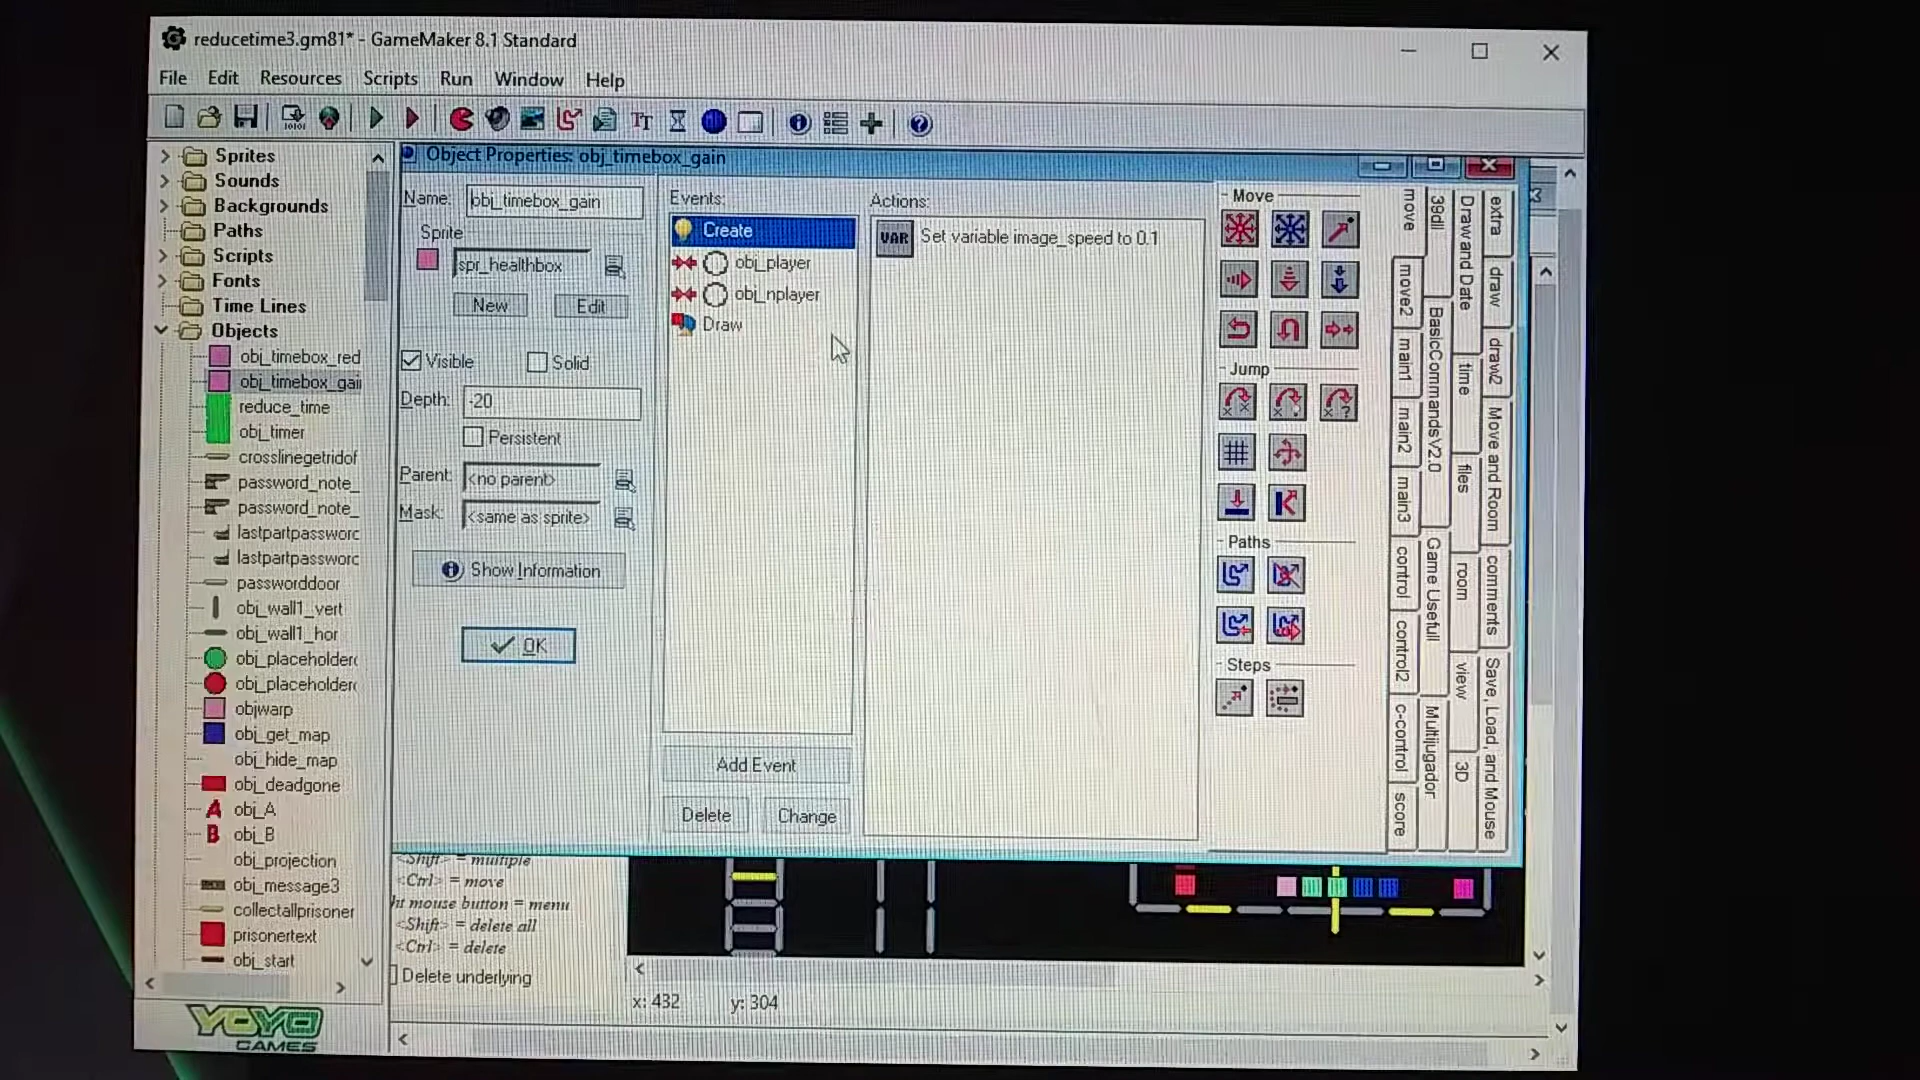 reducetime3.gm81* - GameMaker 8.1 Standard
File Edit Resources Scripts Run Window Help
Sprites
Sounds
Backgrounds
Paths
Scripts
Fonts
Time Lines
Objects
obj_timebox_red
obj_timebox_gai
reduce_time
obj_timer
crosslinegetridof
password_note_
password_note_
lastpartpassword
lastpartpassword
passworddoor
obj_wall1_vert
obj_wall1_hor
obj_placeholder
obj_placeholder
objwarp
obj_get_map
obj_hide_map
obj_deadgone
A obj_A
B obj_B
obj_projection
obj_message3
collectallprisoner
prisonertext
obj_start
YOYO
GAMES
Object Properties: obj_timebox_gain
Name: obj_timebox_gain
Sprite
spr_healthbox
New Edit
Visible Solid
Depth: -20
Persistent
Parent: <no parent>
Mask: <same as sprite>
Show Information
OK
Events:
Create
obj_player
obj_nplayer
Draw
Add Event
Delete Change
Actions:
VAR Set variable image_speed to 0.1
Move
Jump
Paths
Steps
move
move2
main1
main2
main3
control
control2
c-control
score
39dll
BasicCommandsV2.0
Game Usefull
Multijugador
Draw and Date
time
files
room
view
3D
extra
draw
draw2
Move and Room
comments
Save, Load, and Mouse
<Shift> = multiple
<Ctrl> = move
ht mouse button = menu
<Shift> = delete all
<Ctrl> = delete
Delete underlying
x: 432 y: 304